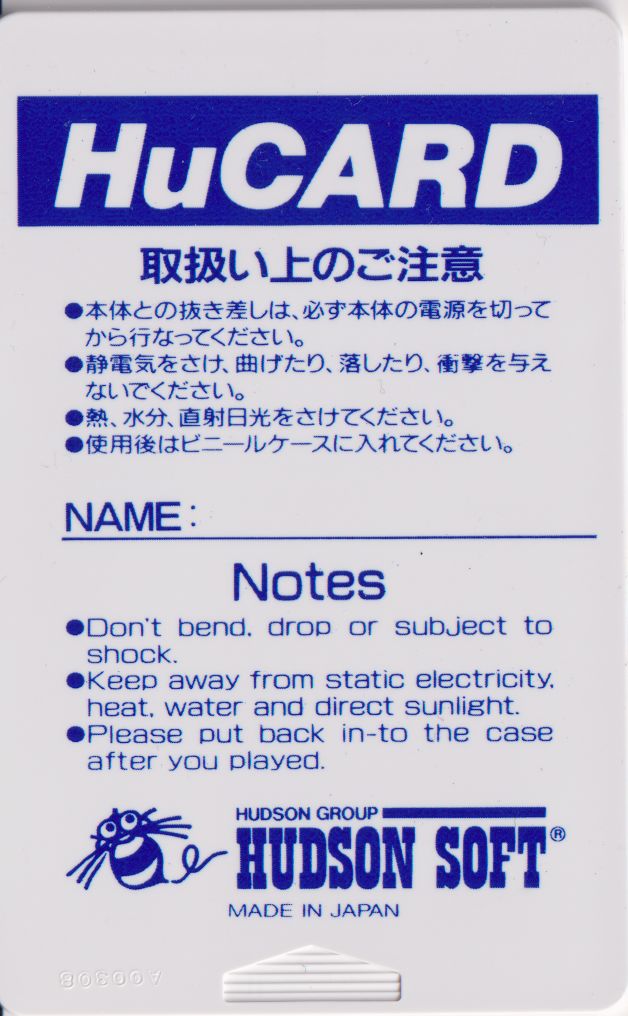 HuCARD
取扱い上のご注意
●本体との抜き差しは、必ず本体の電源を切って
から行なってください。
●静電気をさけ、曲げたり、落したり、衝撃を与え
ないでください。
●熱、水分、直射日光をさけてください。
●使用後はビニールケースに入れてください。
NAME:
Notes
●Don't bend, drop or subject to
shock.
●Keep away from static electricity,
heat, water and direct sunlight.
●Please put back in-to the case
after you played.
HUDSON GROUP
HUDSON SOFT®
MADE IN JAPAN